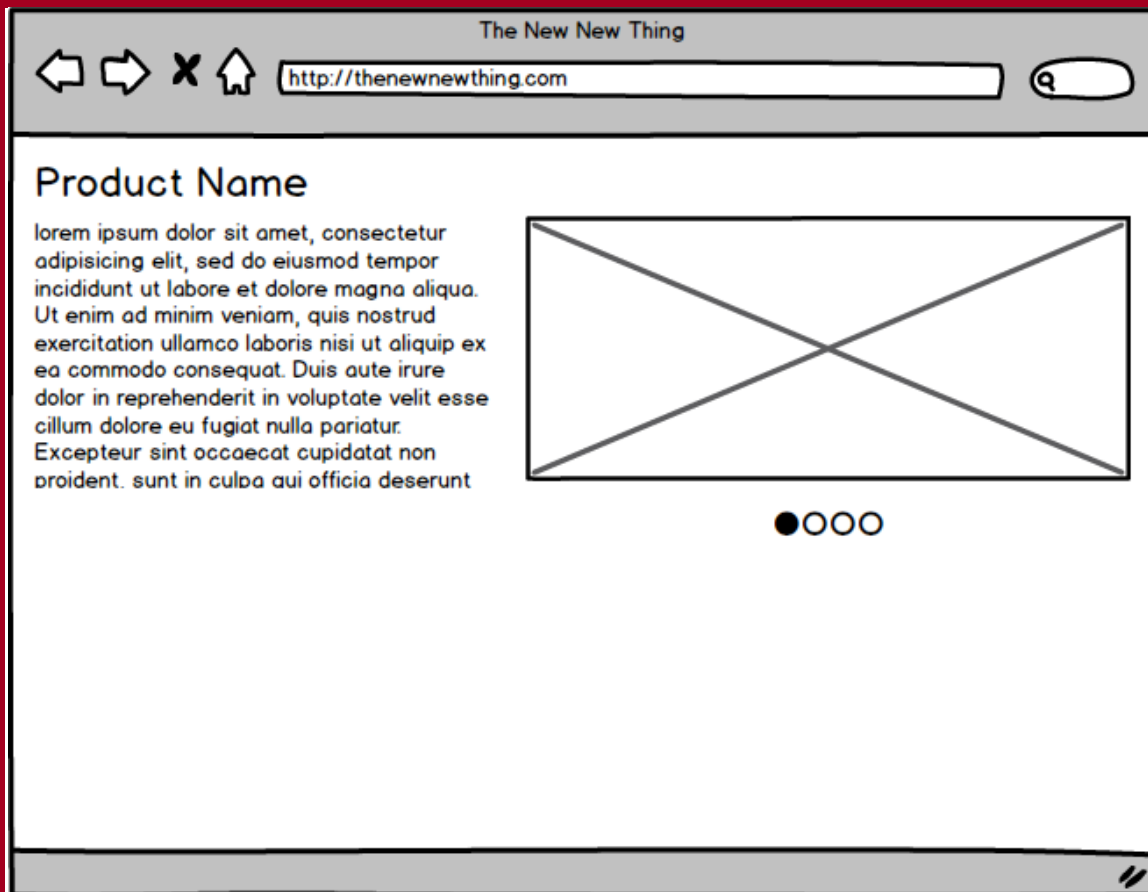 The New New Thing
http://thenewnewthing.com
Product Name
lorem ipsum dolor sit amet, consectetur
adipisicing elit, sed do eiusmod tempor
incididunt ut labore et dolore magna aliqua.
Ut enim ad minim veniam, quis nostrud
exercitation ullamco laboris nisi ut aliquip ex
ea commodo consequat. Duis aute irure
dolor in reprehenderit in voluptate velit esse
cillum dolore eu fugiat nulla pariatur.
Excepteur sint occaecat cupidatat non
proident, sunt in culpa qui officia deserunt